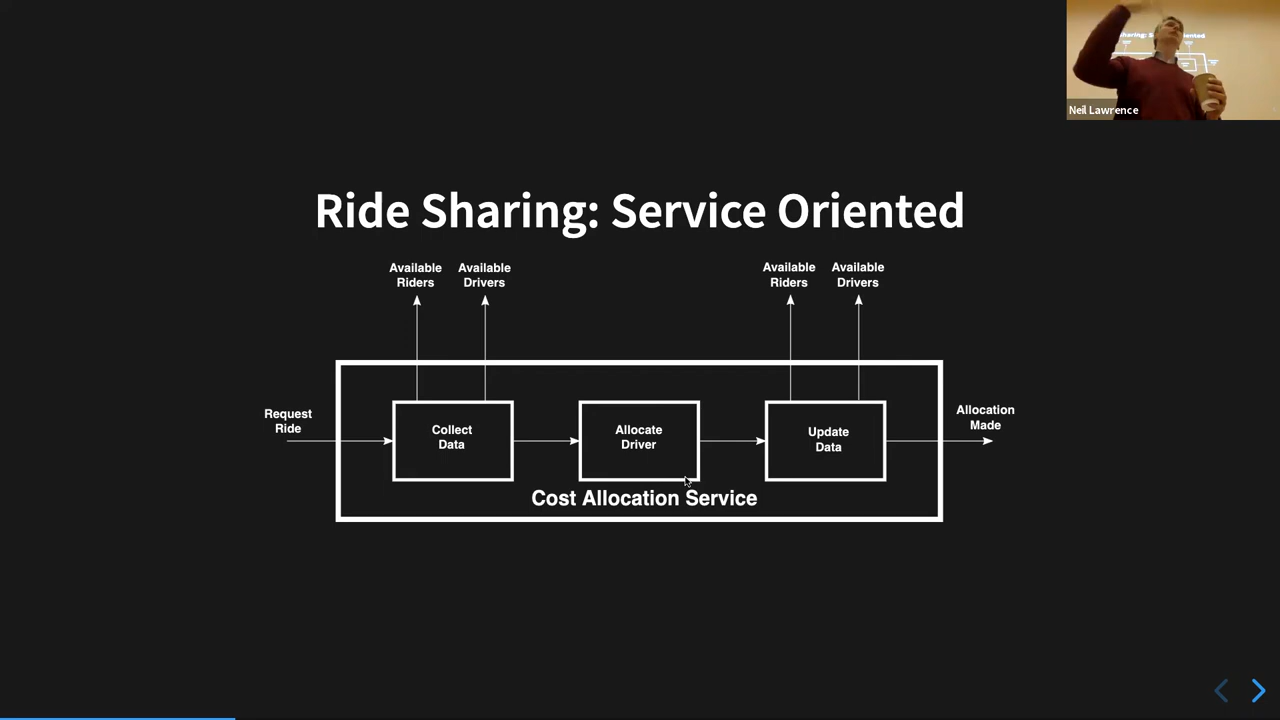 Neil Lawrence
Ride Sharing: Service Oriented
Available
Riders
Available
Drivers
Available
Riders
Available
Drivers
Request
Ride
Collect
Data
Allocate
Driver
Update
Data
Allocation
Made
Cost Allocation Service